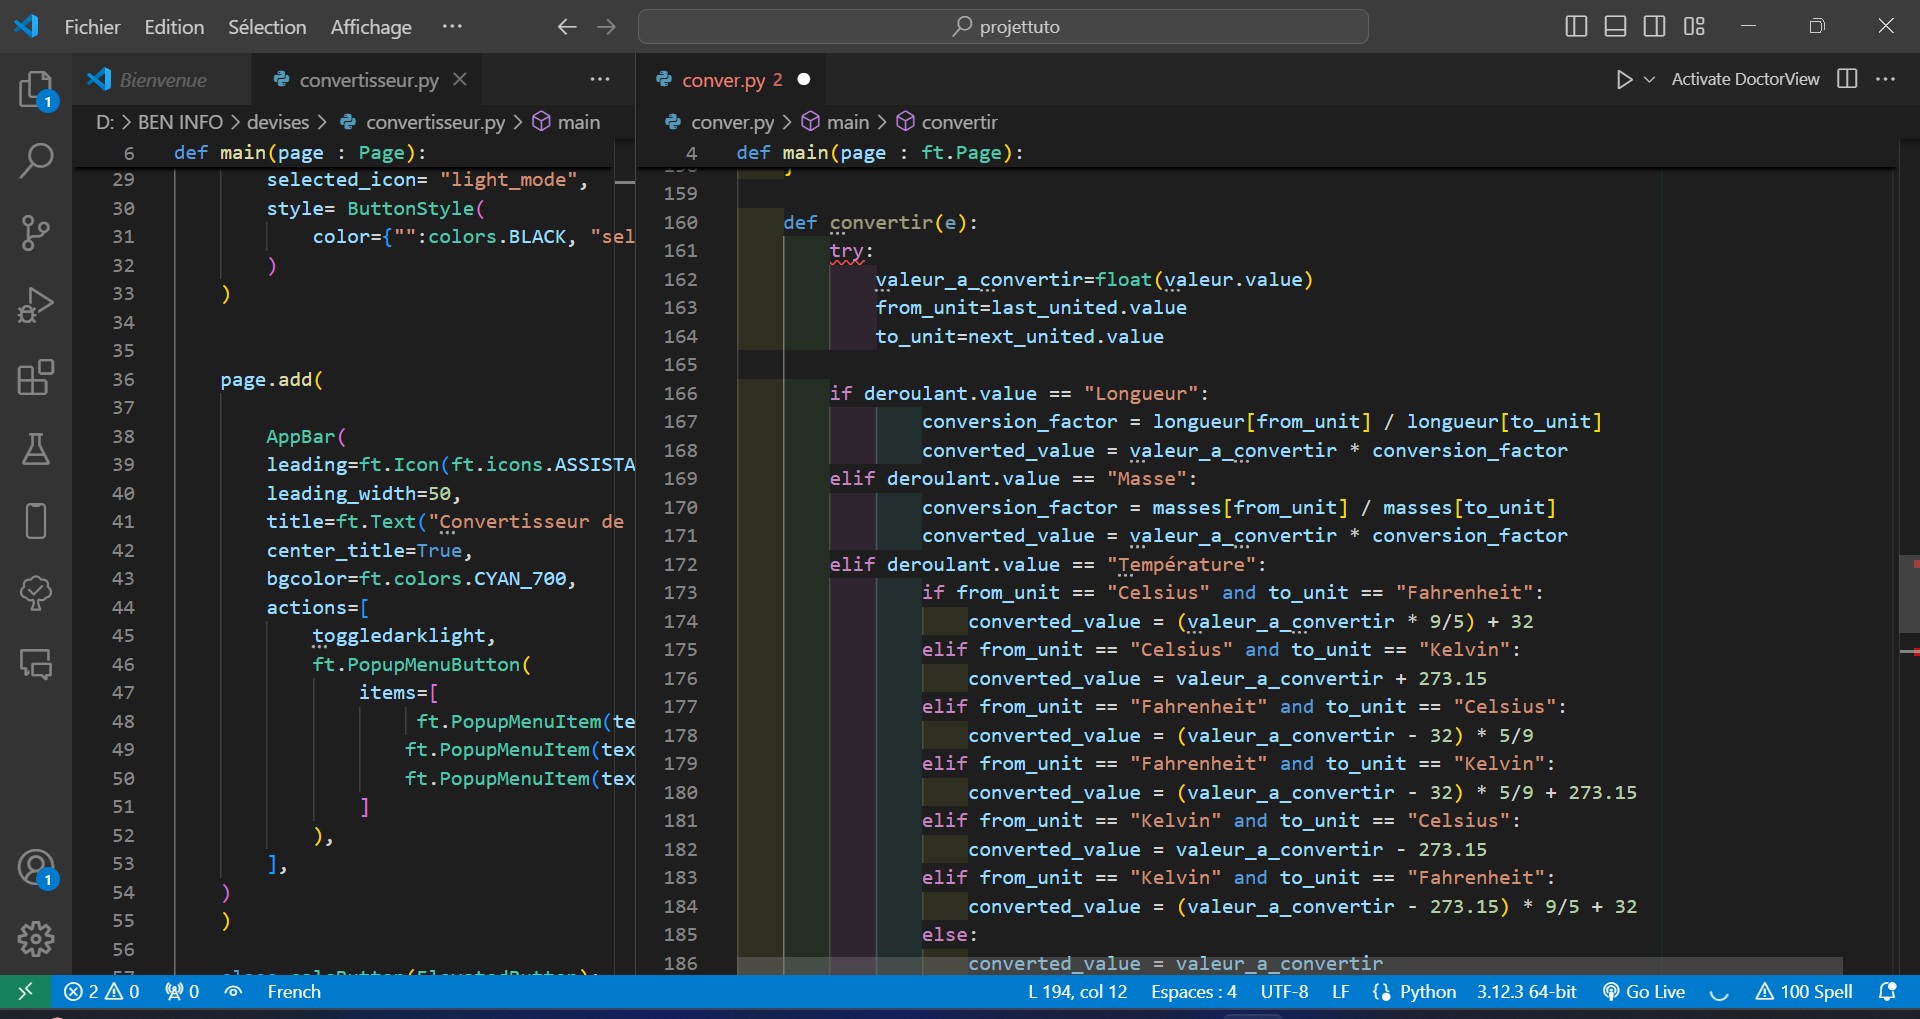 Fichier Edition Sélection Affichage ··· projettuto
Bienvenue convertisseur.py ···
D: > BEN INFO > devises > convertisseur.py > main
6 def main(page : Page):
29 selected_icon= "light_mode",
30 style= ButtonStyle(
31 color={"":colors.BLACK, "sel
32 )
33 )
34
35
36 page.add(
37
38 AppBar(
39 leading=ft.Icon(ft.icons.ASSISTA
40 leading_width=50,
41 title=ft.Text("Convertisseur de
42 center_title=True,
43 bgcolor=ft.colors.CYAN_700,
44 actions=[
45 toggledarklight,
46 ft.PopupMenuButton(
47 items=[
48 ft.PopupMenuItem(te
49 ft.PopupMenuItem(tex
50 ft.PopupMenuItem(tex
51 ]
52 ),
53 ],
54 )
55 )
56
57 class calcButton(ElevatedButton):
conver.py 2 Activate DoctorView ···
conver.py > main > convertir
4 def main(page : ft.Page):
158 }
159
160 def convertir(e):
161 try:
162 valeur_a_convertir=float(valeur.value)
163 from_unit=last_united.value
164 to_unit=next_united.value
165
166 if deroulant.value == "Longueur":
167 conversion_factor = longueur[from_unit] / longueur[to_unit]
168 converted_value = valeur_a_convertir * conversion_factor
169 elif deroulant.value == "Masse":
170 conversion_factor = masses[from_unit] / masses[to_unit]
171 converted_value = valeur_a_convertir * conversion_factor
172 elif deroulant.value == "Température":
173 if from_unit == "Celsius" and to_unit == "Fahrenheit":
174 converted_value = (valeur_a_convertir * 9/5) + 32
175 elif from_unit == "Celsius" and to_unit == "Kelvin":
176 converted_value = valeur_a_convertir + 273.15
177 elif from_unit == "Fahrenheit" and to_unit == "Celsius":
178 converted_value = (valeur_a_convertir - 32) * 5/9
179 elif from_unit == "Fahrenheit" and to_unit == "Kelvin":
180 converted_value = (valeur_a_convertir - 32) * 5/9 + 273.15
181 elif from_unit == "Kelvin" and to_unit == "Celsius":
182 converted_value = valeur_a_convertir - 273.15
183 elif from_unit == "Kelvin" and to_unit == "Fahrenheit":
184 converted_value = (valeur_a_convertir - 273.15) * 9/5 + 32
185 else:
186 converted_value = valeur_a_convertir
1
1
2 0 0 French L 194, col 12 Espaces : 4 UTF-8 LF Python 3.12.3 64-bit Go Live 100 Spell